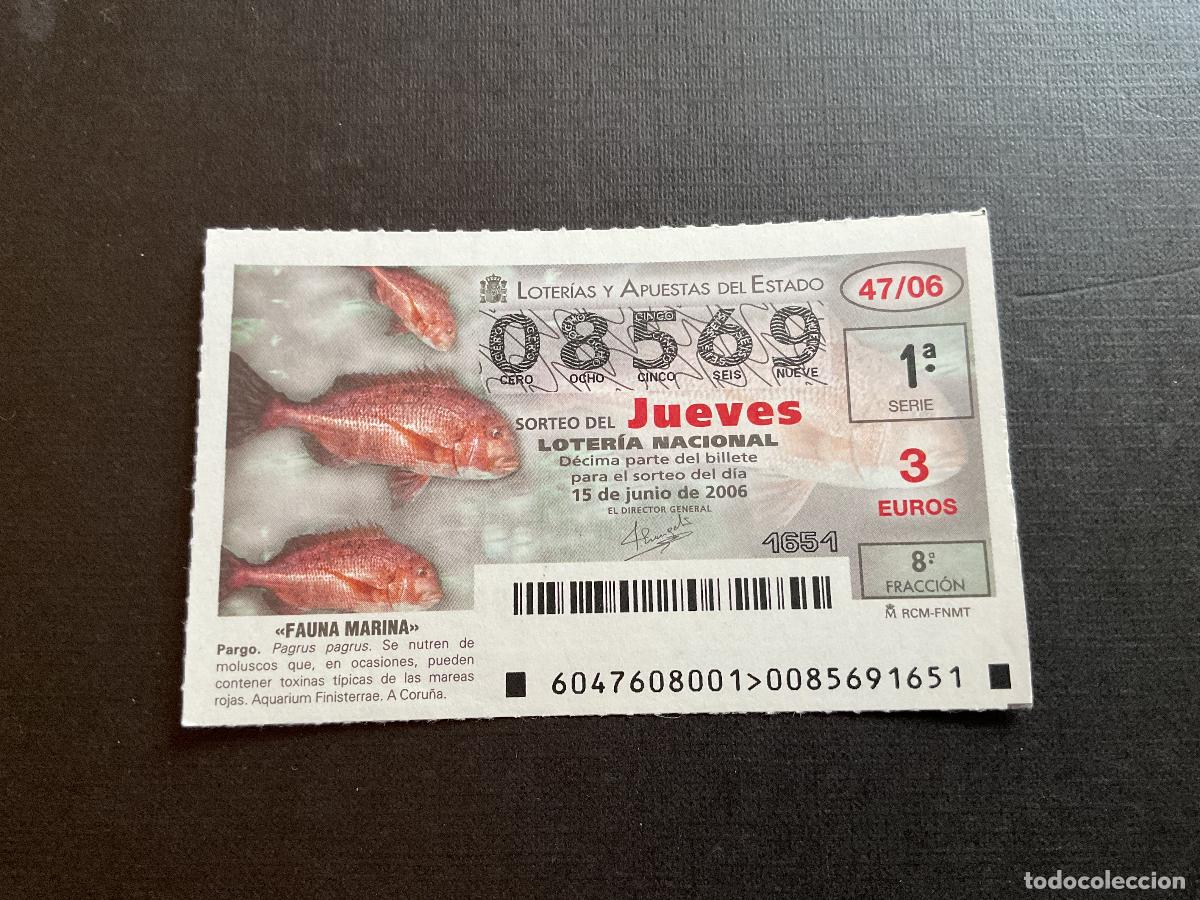 LOTERÍAS Y APUESTAS DEL ESTADO
47/06
08569
CERO OCHO CINCO SEIS NUEVE
1ª
SERIE
SORTEO DEL Jueves
LOTERÍA NACIONAL
Décima parte del billete
para el sorteo del día
15 de junio de 2006
EL DIRECTOR GENERAL
3
EUROS
1651
8ª
FRACCIÓN
RCM-FNMT
«FAUNA MARINA»
Pargo. Pagrus pagrus. Se nutren de
moluscos que, en ocasiones, pueden
contener toxinas típicas de las mareas
rojas. Aquarium Finisterrae. A Coruña.
6047608001>0085691651
todocoleccion